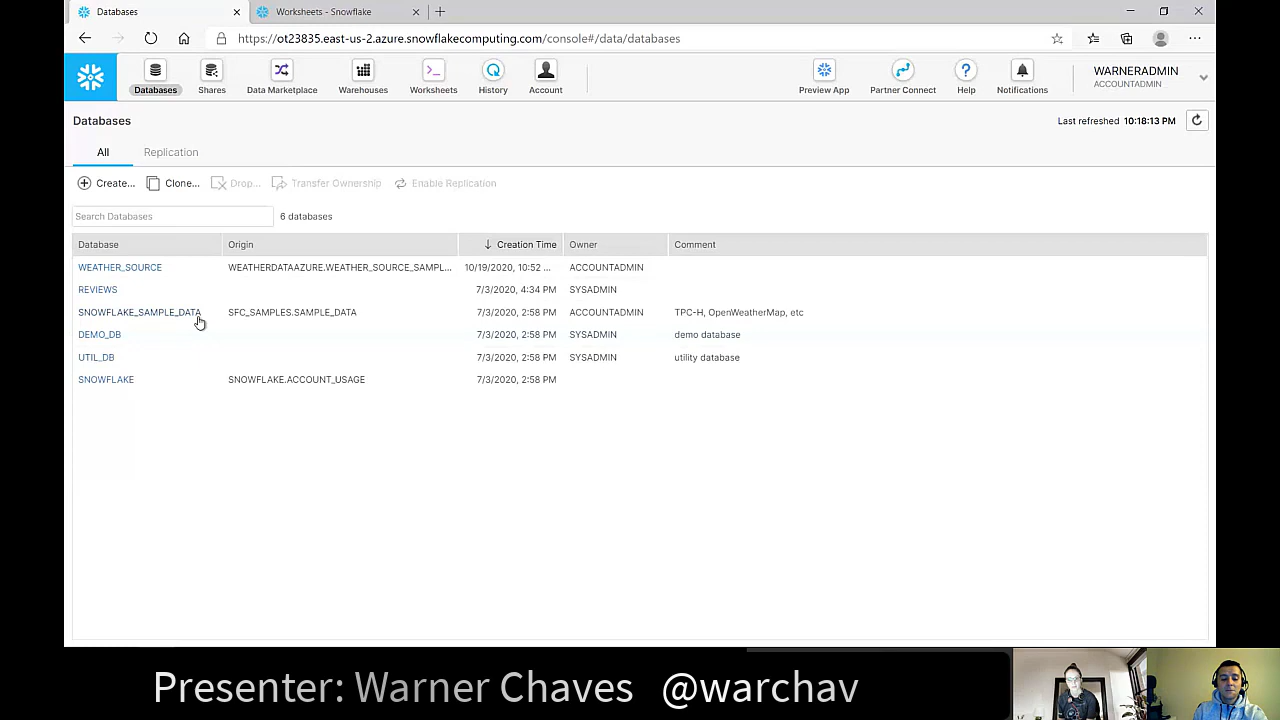 Databases
Worksheets - Snowflake
https://ot23835.east-us-2.azure.snowflakecomputing.com/console#/data/databases
Databases
Shares
Data Marketplace
Warehouses
Worksheets
History
Account
Preview App
Partner Connect
Help
Notifications
WARNERADMIN
ACCOUNTADMIN
Databases
Last refreshed 10:18:13 PM
All Replication
Create... Clone... Drop... Transfer Ownership Enable Replication
Search Databases 6 databases
Database Origin Creation Time Owner Comment
WEATHER_SOURCE WEATHERDATAAZURE.WEATHER_SOURCE_SAMPL... 10/19/2020, 10:52 ... ACCOUNTADMIN
REVIEWS 7/3/2020, 4:34 PM SYSADMIN
SNOWFLAKE_SAMPLE_DATA SFC_SAMPLES.SAMPLE_DATA 7/3/2020, 2:58 PM ACCOUNTADMIN TPC-H, OpenWeatherMap, etc
DEMO_DB 7/3/2020, 2:58 PM SYSADMIN demo database
UTIL_DB 7/3/2020, 2:58 PM SYSADMIN utility database
SNOWFLAKE SNOWFLAKE.ACCOUNT_USAGE 7/3/2020, 2:58 PM
Presenter: Warner Chaves @warchav